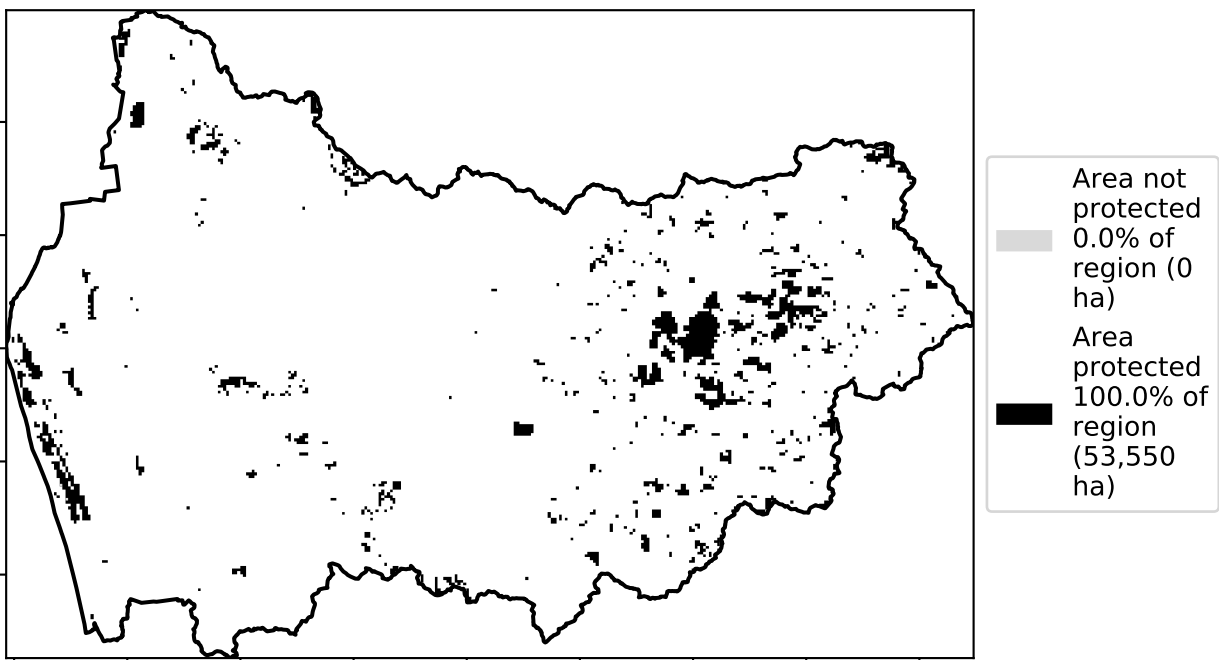 Area not
protected
0.0% of
region (0
ha)
Area
protected
100.0% of
region
(53,550
ha)